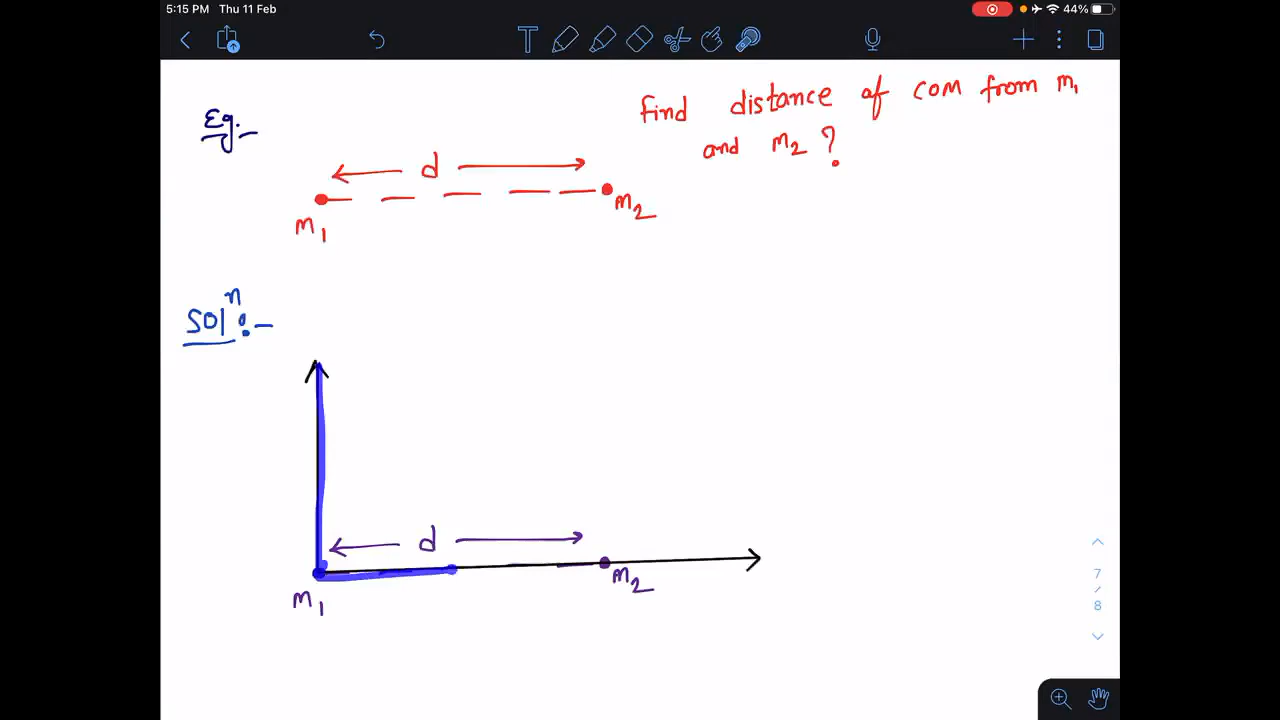 5:15 PM Thu 11 Feb
44%
T
Eg:-
find distance of COM from m₁
and m₂ ?
d
m₁
m₂
Solⁿ:-
d
m₁
m₂
7
/
8